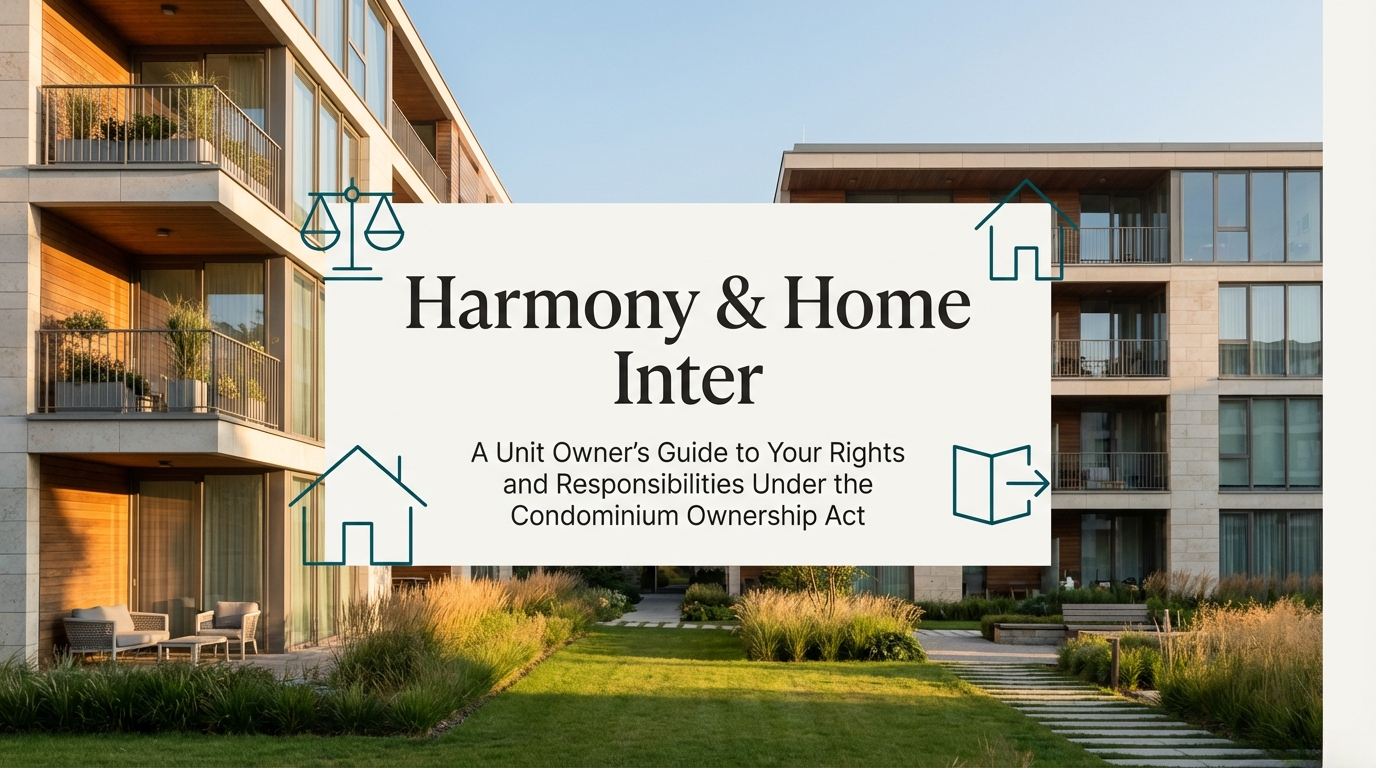 Harmony & Home
Inter
A Unit Owner’s Guide to Your Rights
and Responsibilities Under the
Condominium Ownership Act